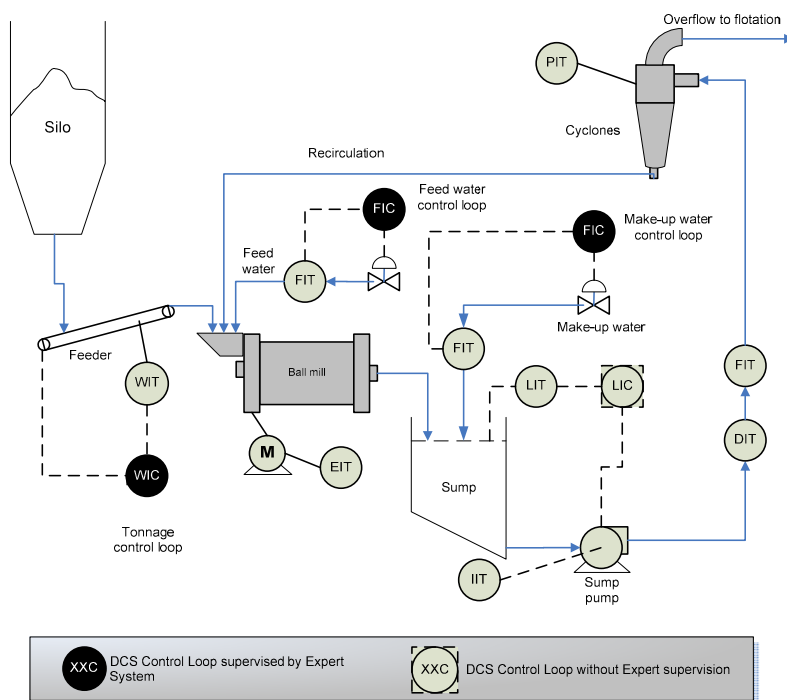 Overflow to flotation
PIT
Silo
Cyclones
Recirculation
FIC
Feed water
control loop
FIC
Make-up water
control loop
Feed
water
FIT
Make-up water
Feeder
FIT
Ball mill
FIT
WIT
LIT
LIC
DIT
M
EIT
WIC
Sump
Tonnage
control loop
IIT
Sump
pump
XXC
DCS Control Loop supervised by Expert
System
XXC
DCS Control Loop without Expert supervision